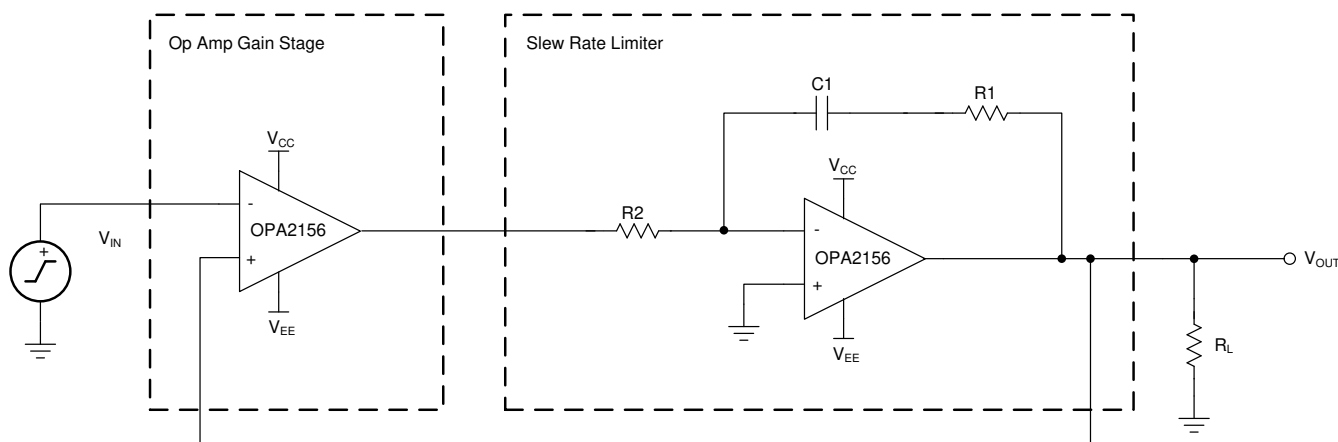 Op Amp Gain Stage
Slew Rate Limiter
C1
R1
VCC
VCC
R2
-
OPA2156
+
VIN
+
VEE
-
OPA2156
+
VEE
VOUT
RL